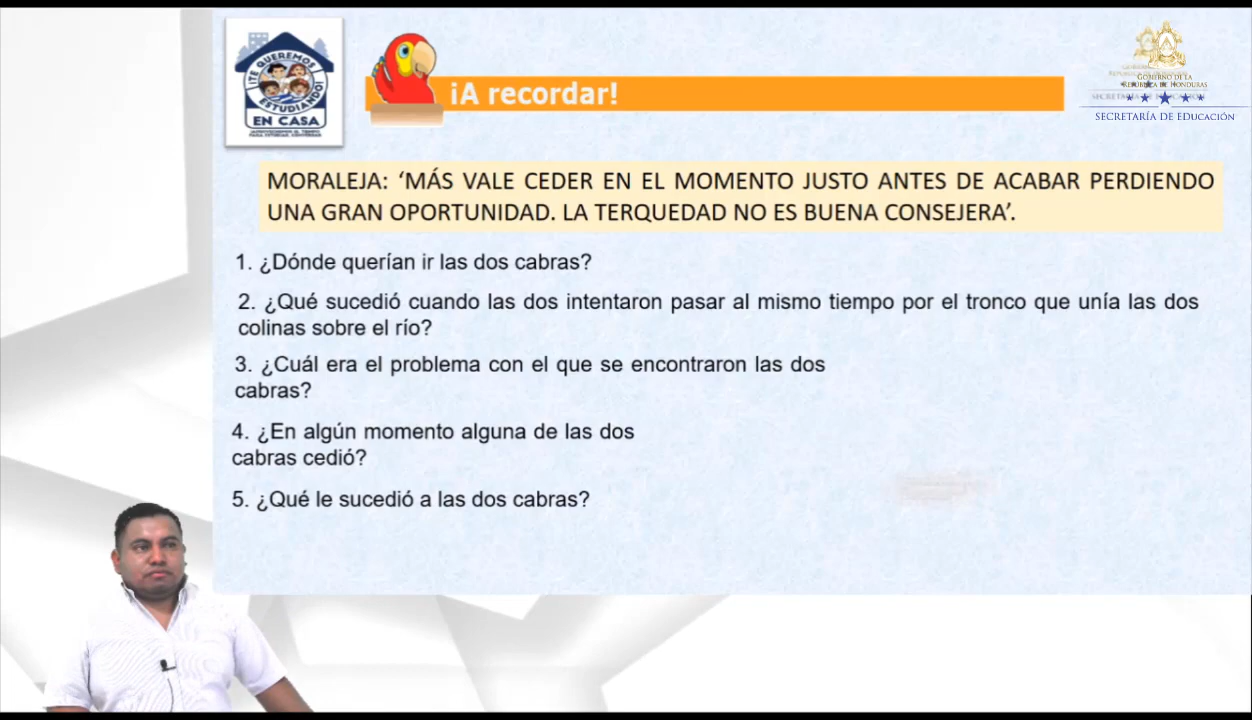 ¡TE QUEREMOS
ESTUDIANDO!
EN CASA
¡A recordar!
GOBIERNO DE LA
REPÚBLICA DE HONDURAS
SECRETARÍA DE EDUCACIÓN
MORALEJA: ‘MÁS VALE CEDER EN EL MOMENTO JUSTO ANTES DE ACABAR PERDIENDO
UNA GRAN OPORTUNIDAD. LA TERQUEDAD NO ES BUENA CONSEJERA’.
1. ¿Dónde querían ir las dos cabras?
2. ¿Qué sucedió cuando las dos intentaron pasar al mismo tiempo por el tronco que unía las dos
colinas sobre el río?
3. ¿Cuál era el problema con el que se encontraron las dos
cabras?
4. ¿En algún momento alguna de las dos
cabras cedió?
5. ¿Qué le sucedió a las dos cabras?